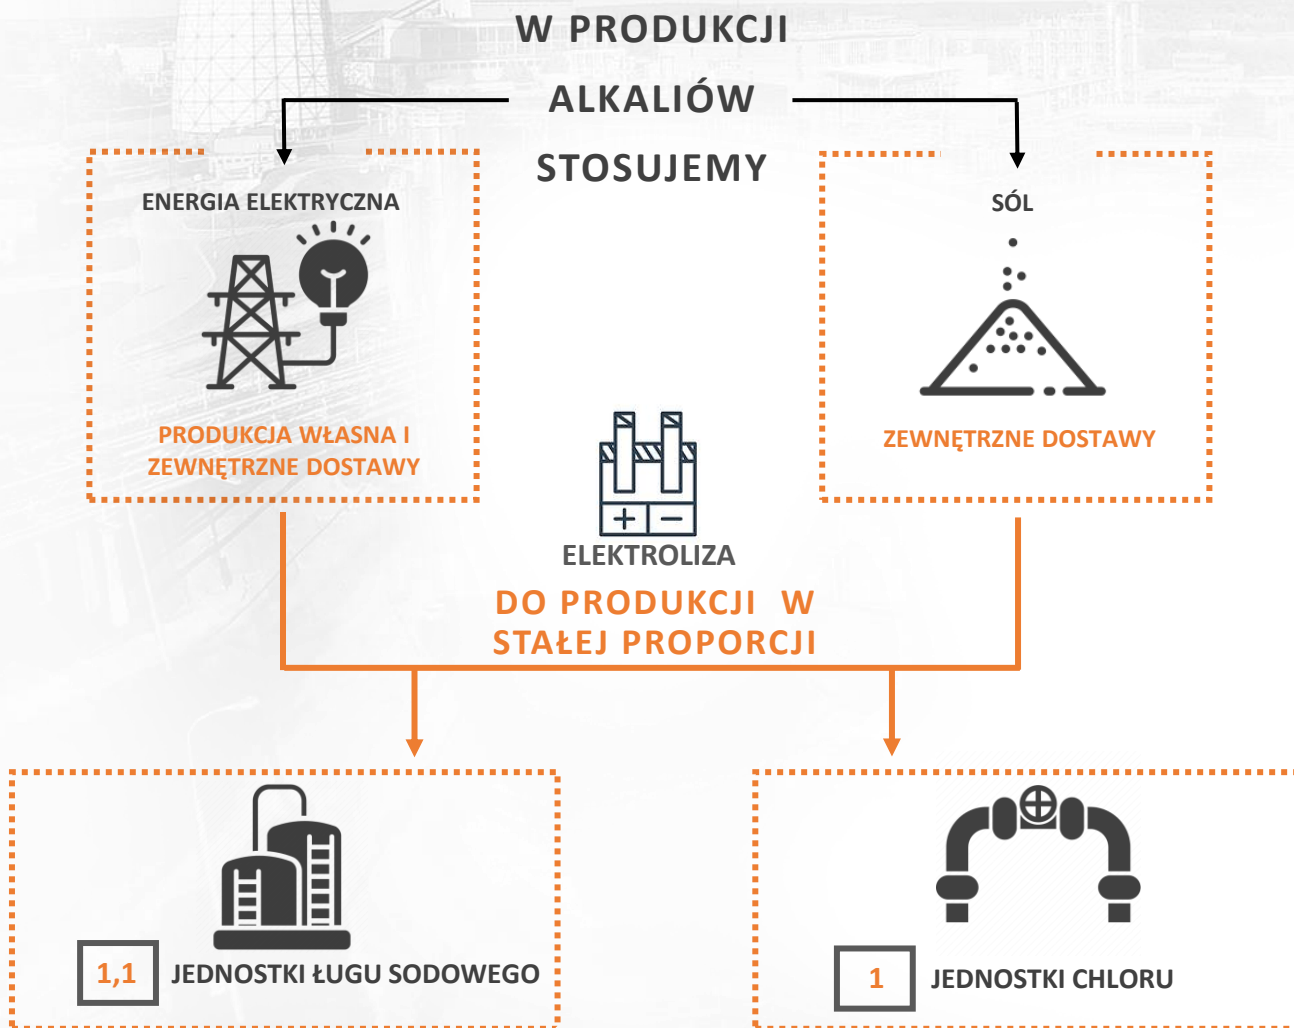 W PRODUKCJI
ALKALIÓW
STOSUJEMY
ENERGIA ELEKTRYCZNA
PRODUKCJA WŁASNA I
ZEWNĘTRZNE DOSTAWY
SÓL
ZEWNĘTRZNE DOSTAWY
ELEKTROLIZA
DO PRODUKCJI W
STAŁEJ PROPORCJI
1,1 JEDNOSTKI ŁUGU SODOWEGO
1 JEDNOSTKI CHLORU